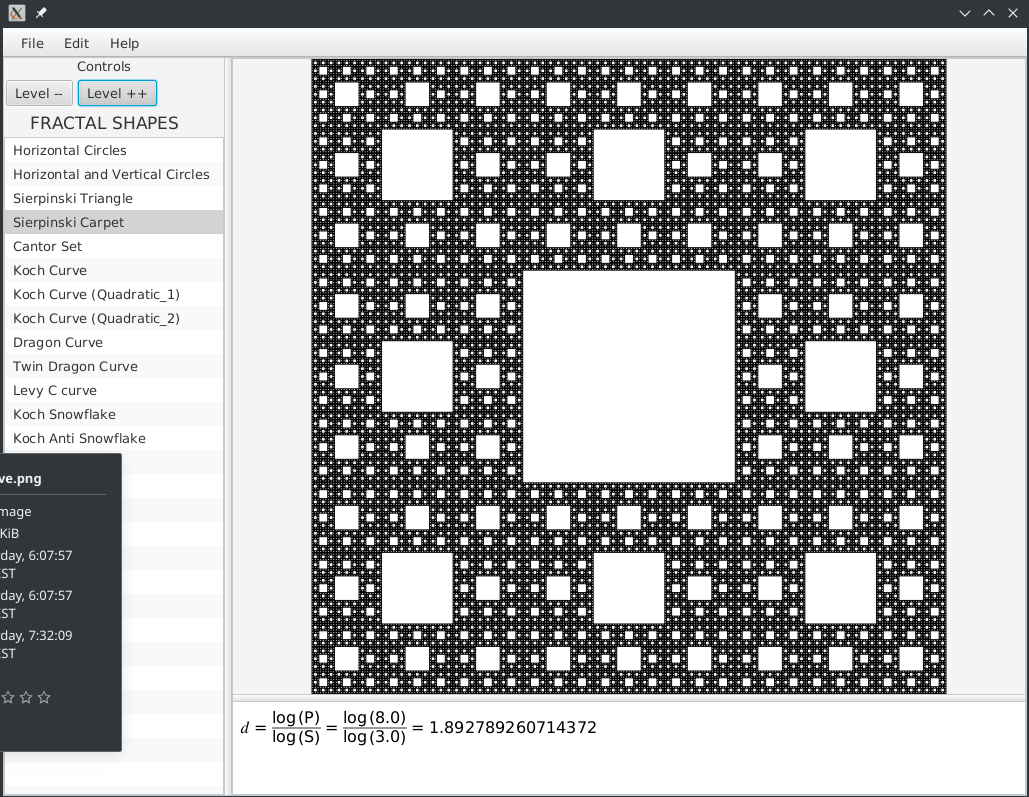 File Edit Help
Controls
Level -- Level ++
FRACTAL SHAPES
Horizontal Circles
Horizontal and Vertical Circles
Sierpinski Triangle
Sierpinski Carpet
Cantor Set
Koch Curve
Koch Curve (Quadratic_1)
Koch Curve (Quadratic_2)
Dragon Curve
Twin Dragon Curve
Levy C curve
Koch Snowflake
Koch Anti Snowflake
ve.png
mage
KiB
day, 6:07:57
ST
day, 6:07:57
ST
day, 7:32:09
ST
d = log(P)/log(S) = log(8.0)/log(3.0) = 1.892789260714372